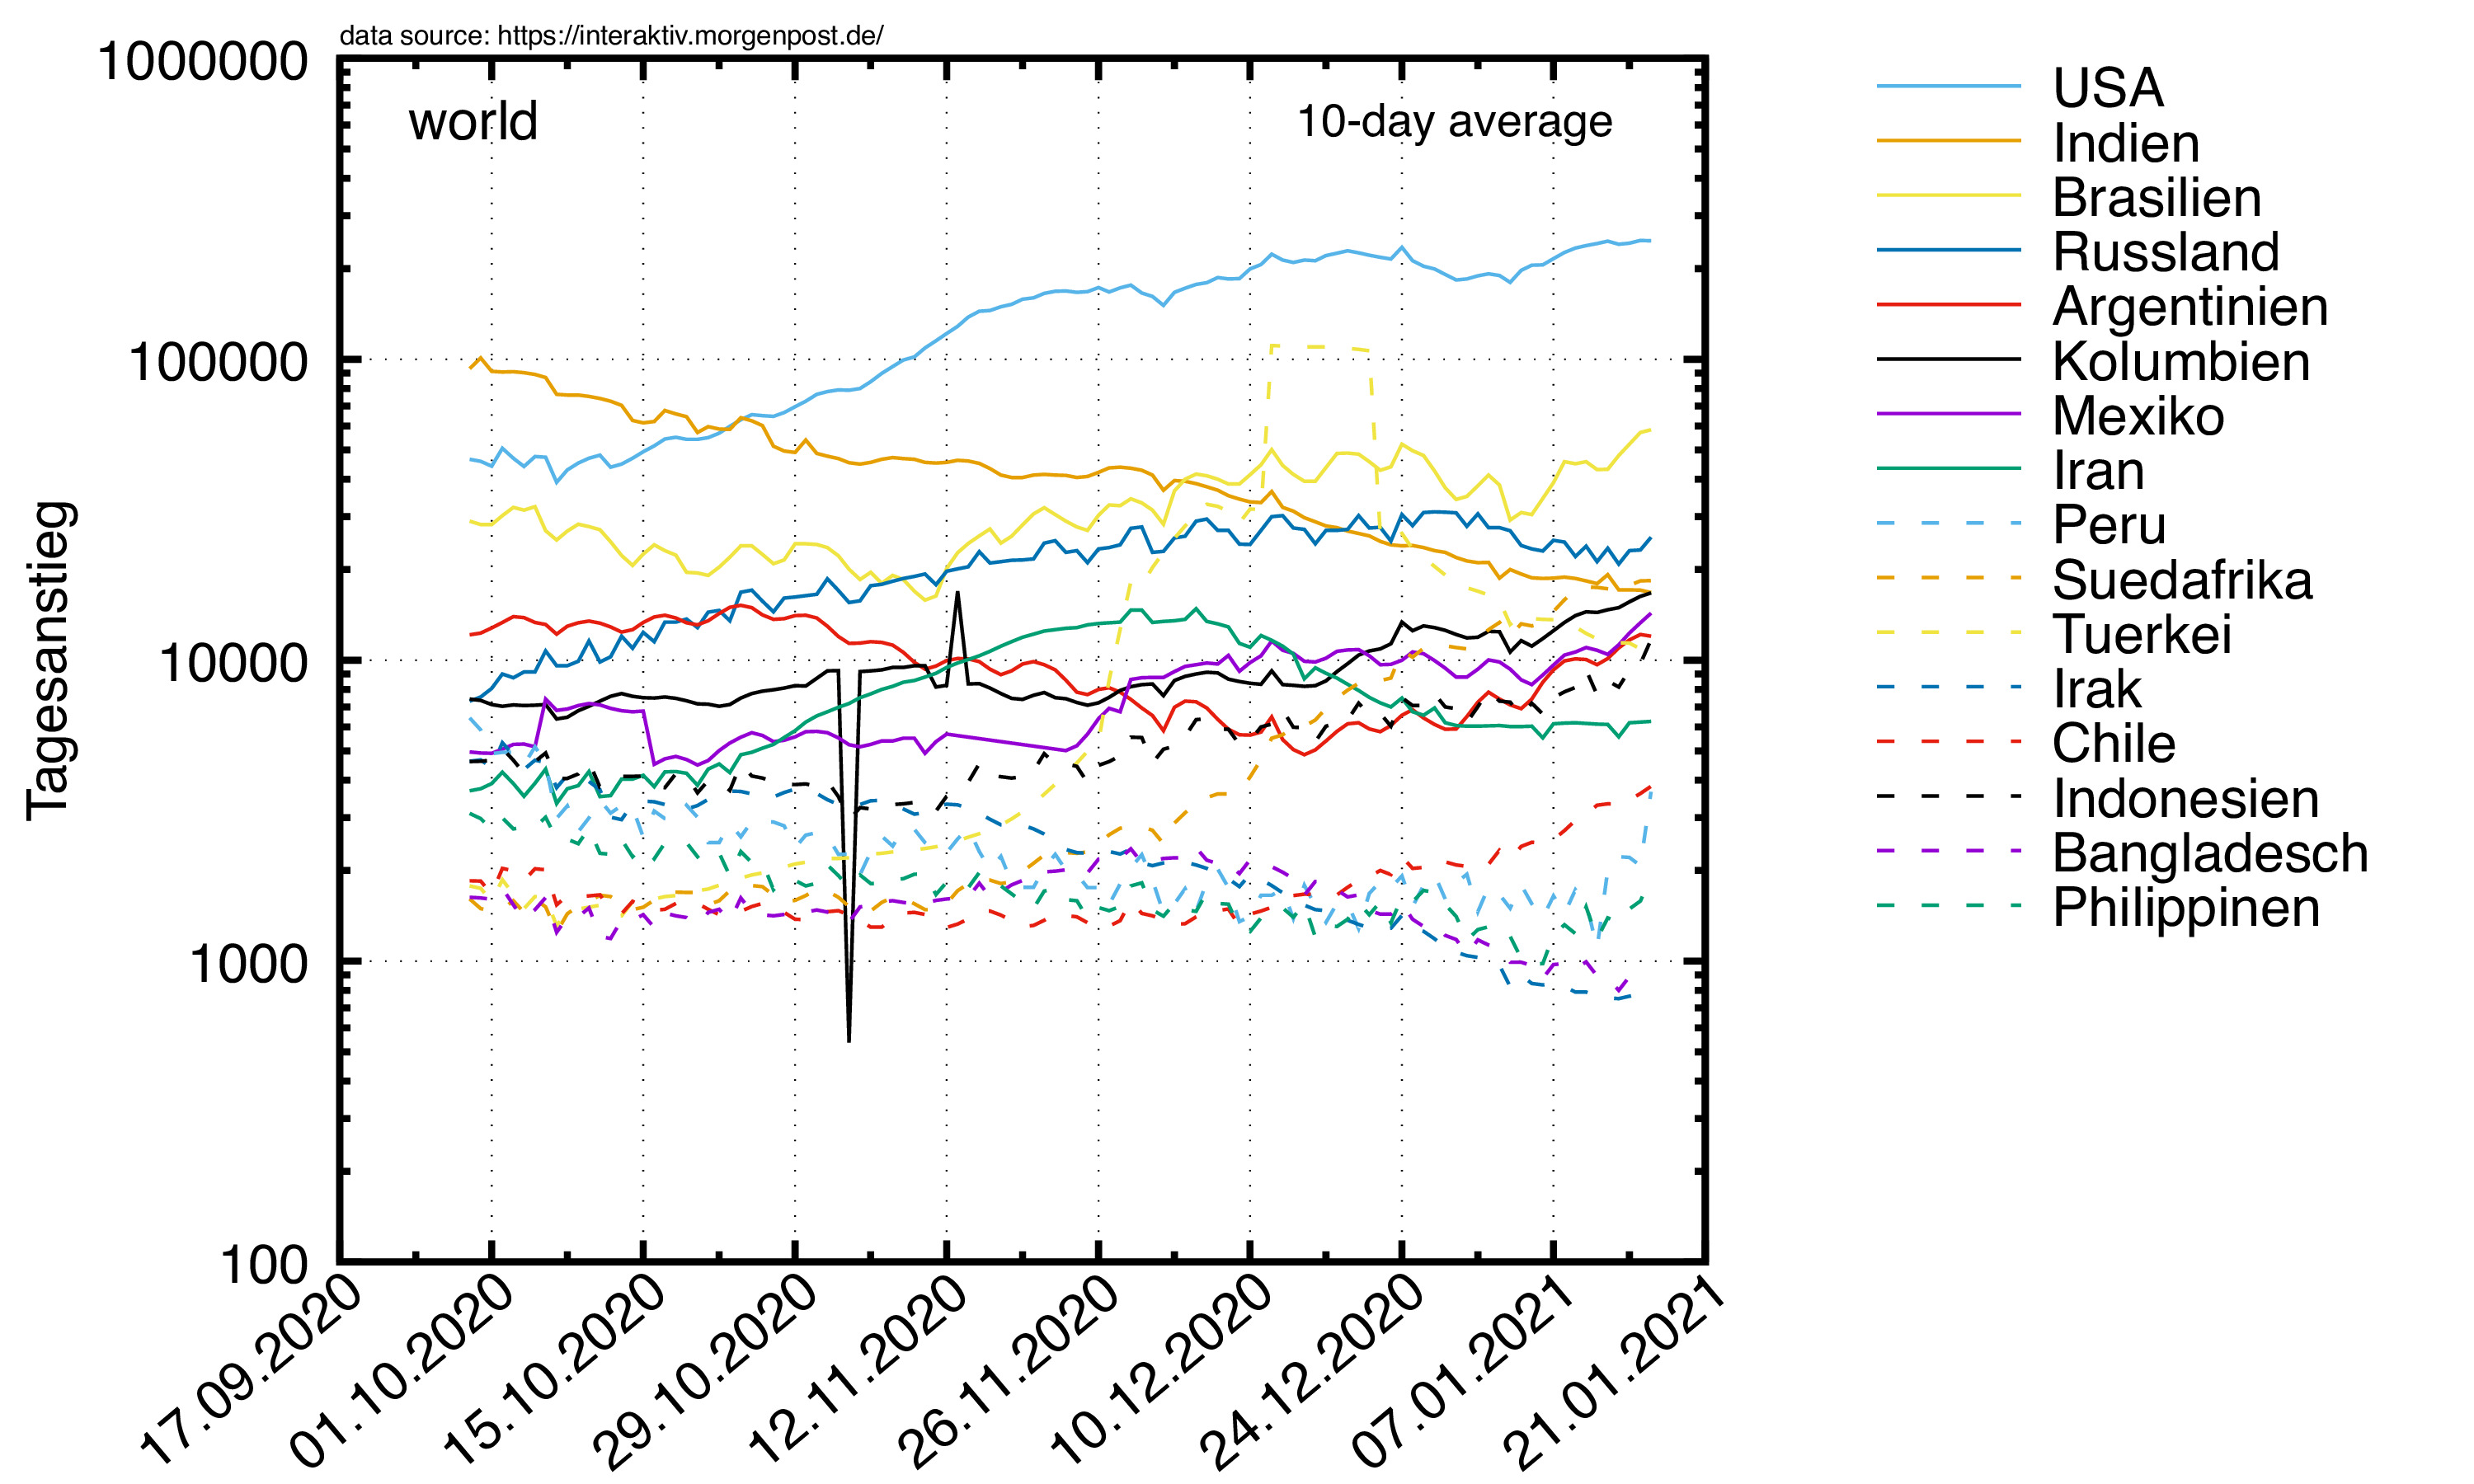 data source: https://interaktiv.morgenpost.de/
world
10-day average
Tagesanstieg
1000000
100000
10000
1000
100
17.09.2020
01.10.2020
15.10.2020
29.10.2020
12.11.2020
26.11.2020
10.12.2020
24.12.2020
07.01.2021
21.01.2021
USA
Indien
Brasilien
Russland
Argentinien
Kolumbien
Mexiko
Iran
Peru
Suedafrika
Tuerkei
Irak
Chile
Indonesien
Bangladesch
Philippinen